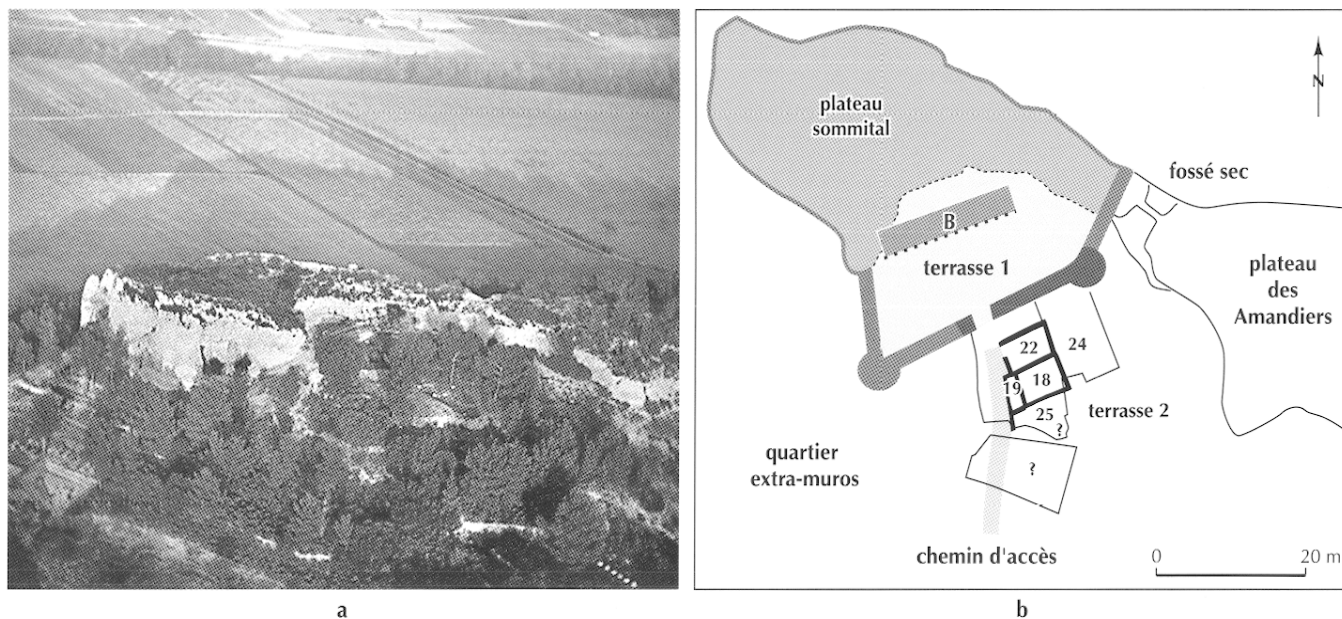 N
plateau
sommital
fossé sec
B
terrasse 1
plateau
des
Amandiers
22
24
19
18
25
?
terrasse 2
quartier
extra-muros
?
chemin d'accès
0
20 m
a
b